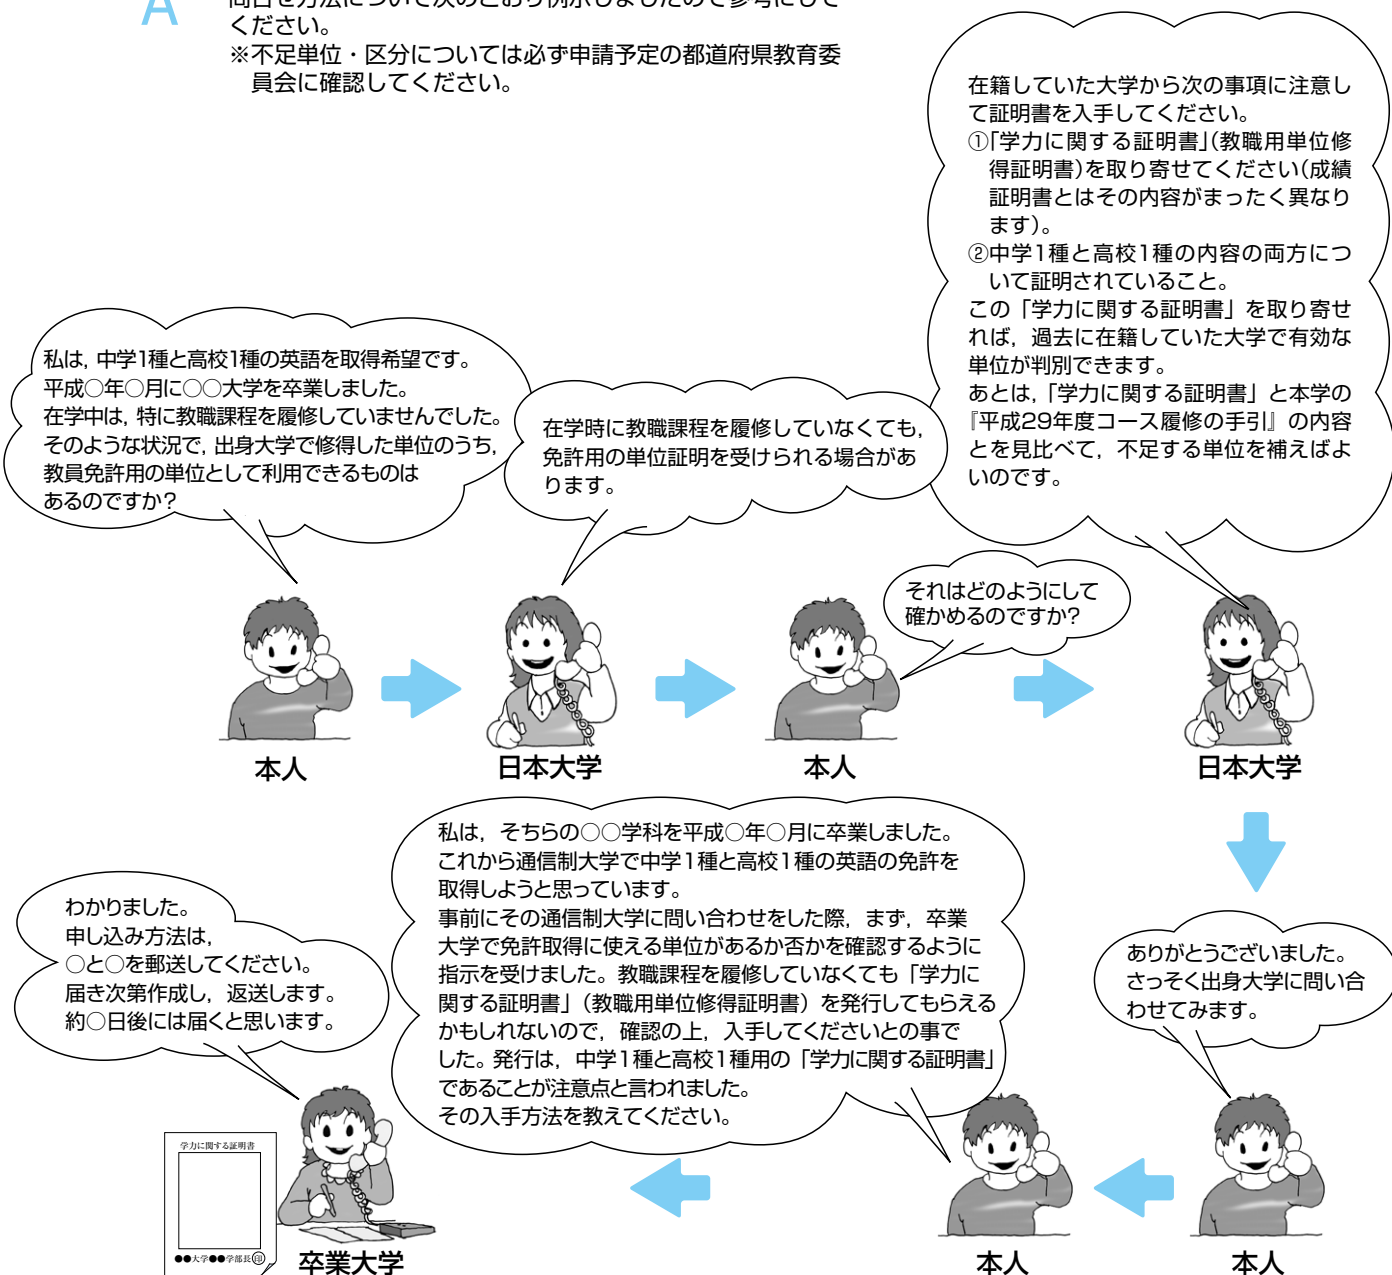 A
問合せ方法について次のとおり例示しましたので参考にして
ください。
※不足単位・区分については必ず申請予定の都道府県教育委
員会に確認してください。
私は，中学1種と高校1種の英語を取得希望です。
平成○年○月に○○大学を卒業しました。
在学中は，特に教職課程を履修していませんでした。
そのような状況で，出身大学で修得した単位のうち，
教員免許用の単位として利用できるものは
あるのですか？
在学時に教職課程を履修していなくても，
免許用の単位証明を受けられる場合があ
ります。
それはどのようにして
確かめるのですか？
在籍していた大学から次の事項に注意し
て証明書を入手してください。
①「学力に関する証明書」（教職用単位修
得証明書）を取り寄せてください（成績
証明書とはその内容がまったく異なり
ます）。
②中学1種と高校1種の内容の両方につ
いて証明されていること。
この「学力に関する証明書」を取り寄せ
れば，過去に在籍していた大学で有効な
単位が判別できます。
あとは，「学力に関する証明書」と本学の
『平成29年度コース履修の手引』の内容
とを見比べて，不足する単位を補えばよ
いのです。
本人
日本大学
本人
日本大学
ありがとうございました。
さっそく出身大学に問い合
わせてみます。
私は，そちらの○○学科を平成○年○月に卒業しました。
これから通信制大学で中学1種と高校1種の英語の免許を
取得しようと思っています。
事前にその通信制大学に問い合わせをした際，まず，卒業
大学で免許取得に使える単位があるか否かを確認するように
指示を受けました。教職課程を履修していなくても「学力に
関する証明書」（教職用単位修得証明書）を発行してもらえる
かもしれないので，確認の上，入手してくださいとの事で
した。発行は，中学1種と高校1種用の「学力に関する証明書」
であることが注意点と言われました。
その入手方法を教えてください。
わかりました。
申し込み方法は，
○と○を郵送してください。
届き次第作成し，返送します。
約○日後には届くと思います。
学力に関する証明書
●●大学●●学部長㊞
卒業大学
本人
本人